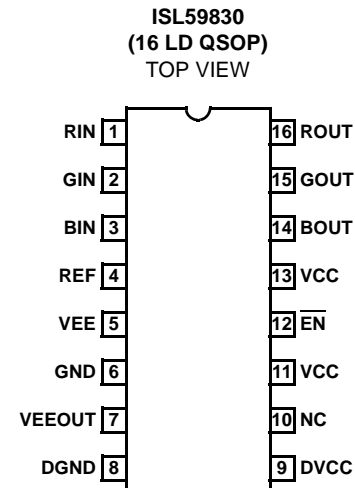 ISL59830
(16 LD QSOP)
TOP VIEW
RIN 1 16 ROUT
GIN 2 15 GOUT
BIN 3 14 BOUT
REF 4 13 VCC
VEE 5 12 EN
GND 6 11 VCC
VEEOUT 7 10 NC
DGND 8 9 DVCC